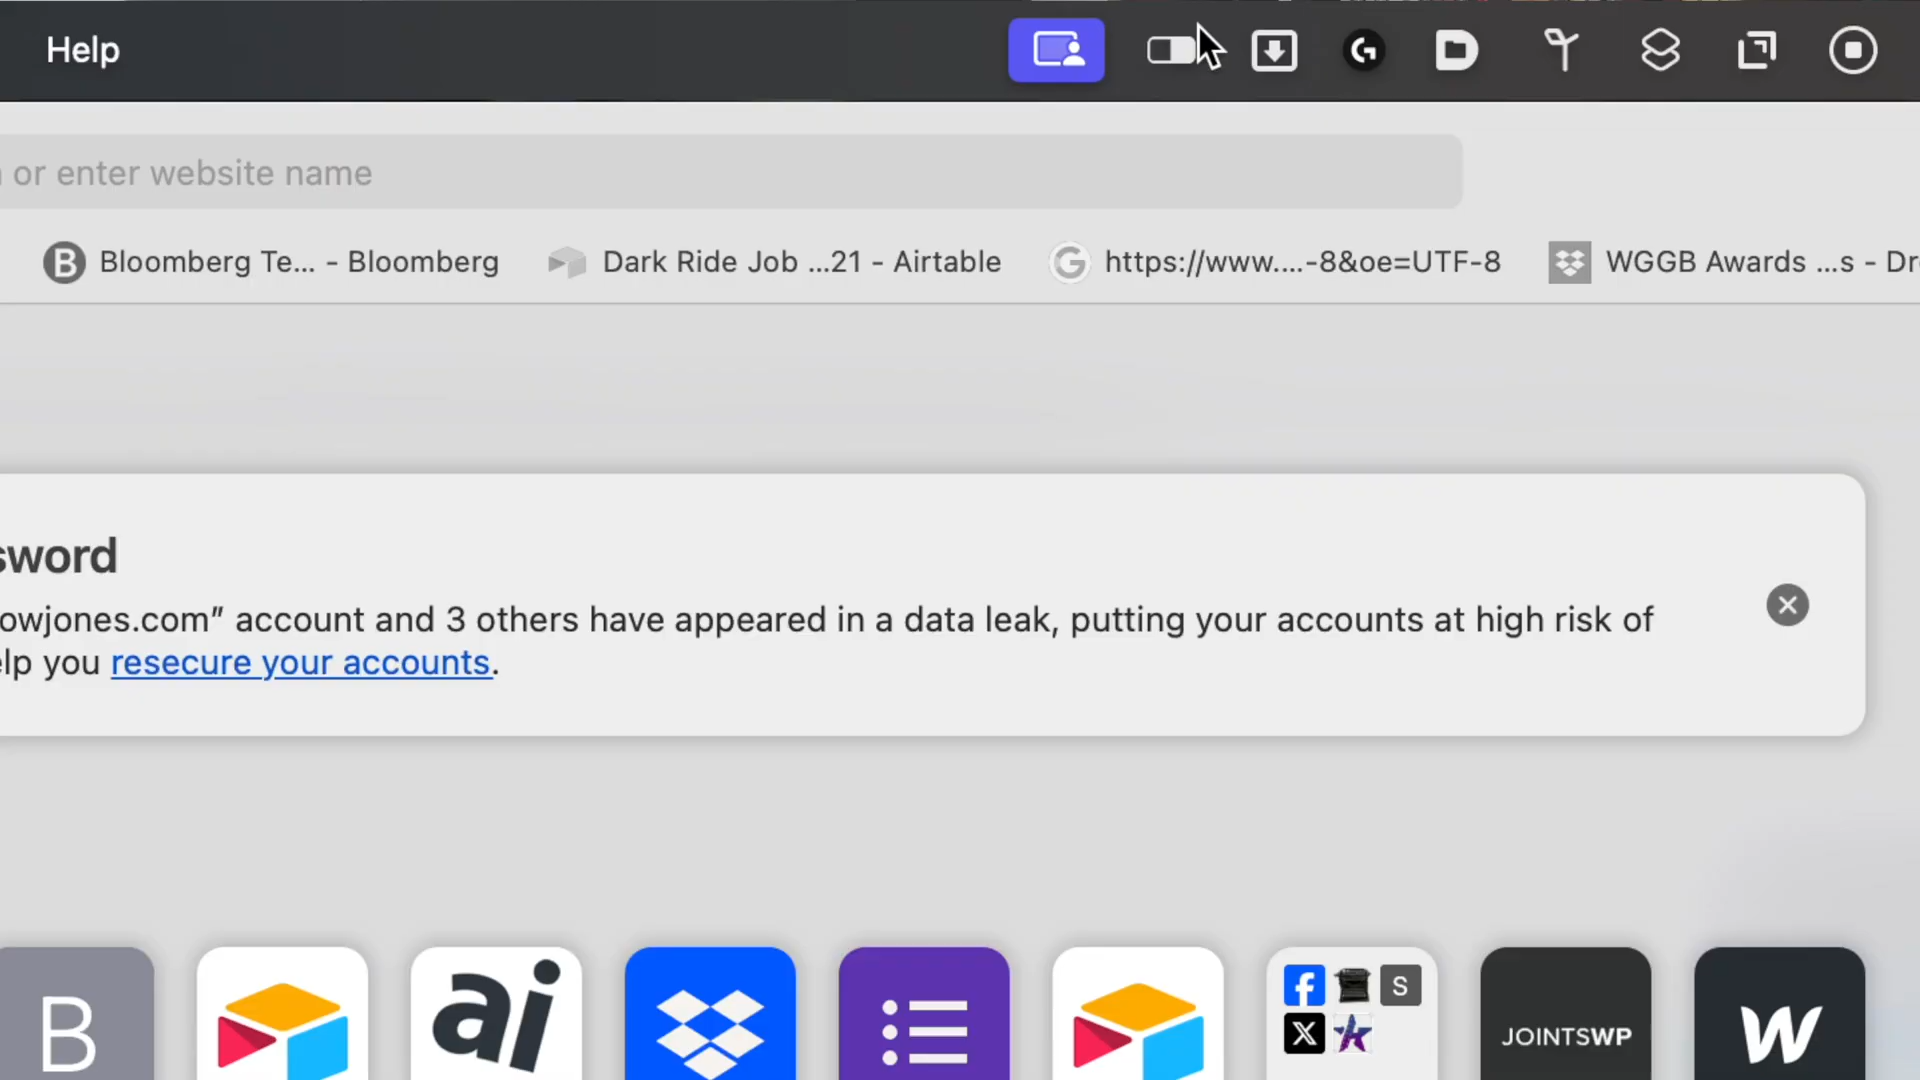 Help
or enter website name
Bloomberg Te... - Bloomberg
Dark Ride Job ...21 - Airtable
https://www....-8&oe=UTF-8
WGGB Awards ...s - Dr
sword
owjones.com" account and 3 others have appeared in a data leak, putting your accounts at high risk of
elp you resecure your accounts.
B
ai
S
JOINTSWP
W